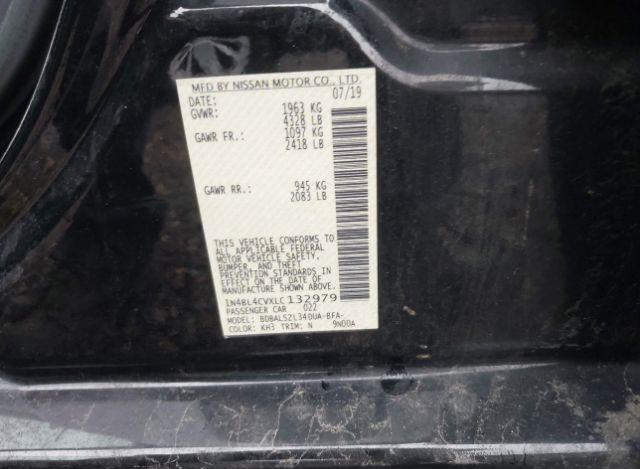 MFD BY NISSAN MOTOR CO., LTD.
DATE: 07/19
GVWR: 1963 KG
4328 LB
GAWR FR.: 1097 KG
2418 LB
GAWR RR.: 945 KG
2083 LB
THIS VEHICLE CONFORMS TO
ALL APPLICABLE FEDERAL
MOTOR VEHICLE SAFETY,
BUMPER, AND THEFT
PREVENTION STANDARDS IN
EFFECT ON THE DATE OF
MANUFACTURE SHOWN ABOVE.
1N4BL4CVXLC132979
PASSENGER CAR 022
MODEL: BDBALSZL340UA-BFA-
COLOR: KH3 TRIM: N 9N00A